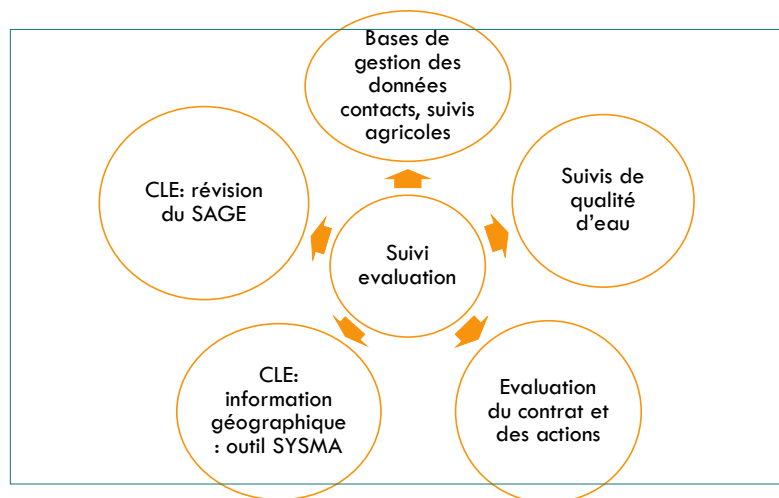 Bases de
gestion des
données
contacts, suivis
agricoles
CLE: révision
du SAGE
Suivis de
qualité
d'eau
Suivi
evaluation
CLE:
information
géographique
: outil SYSMA
Evaluation
du contrat et
des actions